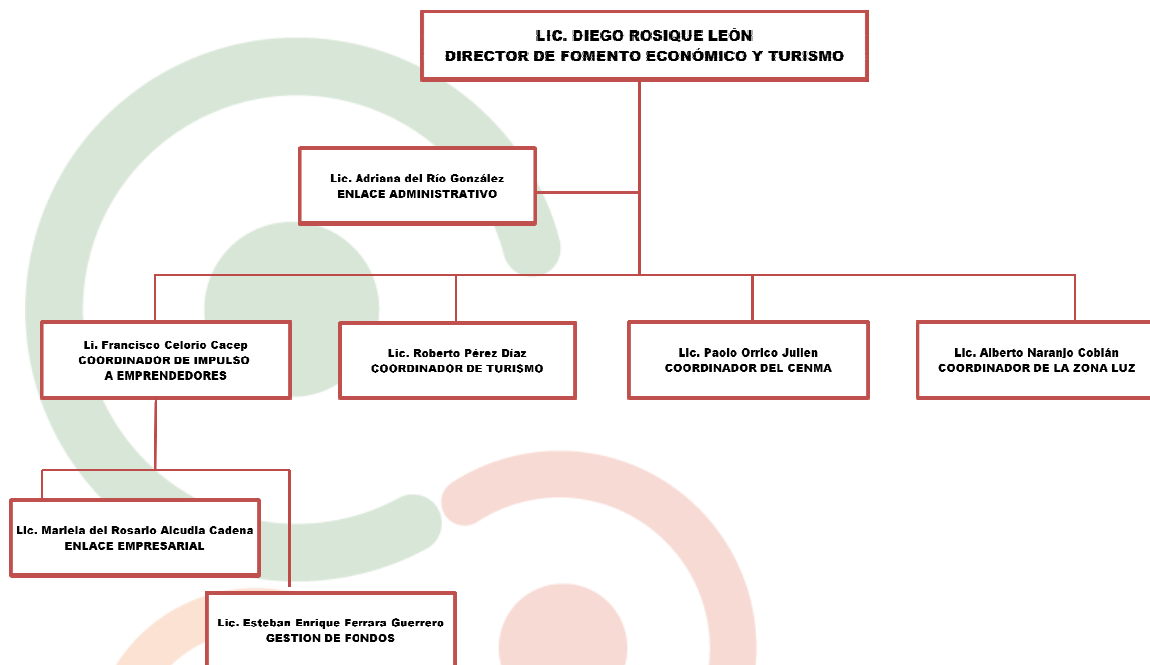 LIC. DIEGO ROSIQUE LEÓN
DIRECTOR DE FOMENTO ECONÓMICO Y TURISMO
Lic. Adriana del Río González
ENLACE ADMINISTRATIVO
Li. Francisco Celorio Cacep
COORDINADOR DE IMPULSO
A EMPRENDEDORES
Lic. Roberto Pérez Díaz
COORDINADOR DE TURISMO
Lic. Paolo Orrico Julien
COORDINADOR DEL CENMA
Lic. Alberto Naranjo Cobián
COORDINADOR DE LA ZONA LUZ
Lic. Mariela del Rosario Alcudia Cadena
ENLACE EMPRESARIAL
Lic. Esteban Enrique Ferrara Guerrero
GESTION DE FONDOS